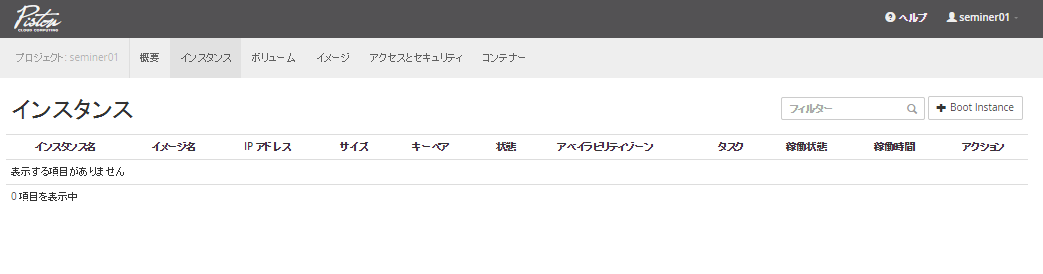 Piston
CLOUD COMPUTING
ヘルプ
seminer01
プロジェクト: seminer01 概要 インスタンス ボリューム イメージ アクセスとセキュリティ コンテナー
インスタンス
フィルター
Boot Instance
インスタンス名 イメージ名 IP アドレス サイズ キーペア 状態 アベイラビリティゾーン タスク 稼働状態 稼働時間 アクション
表示する項目がありません
0 項目を表示中